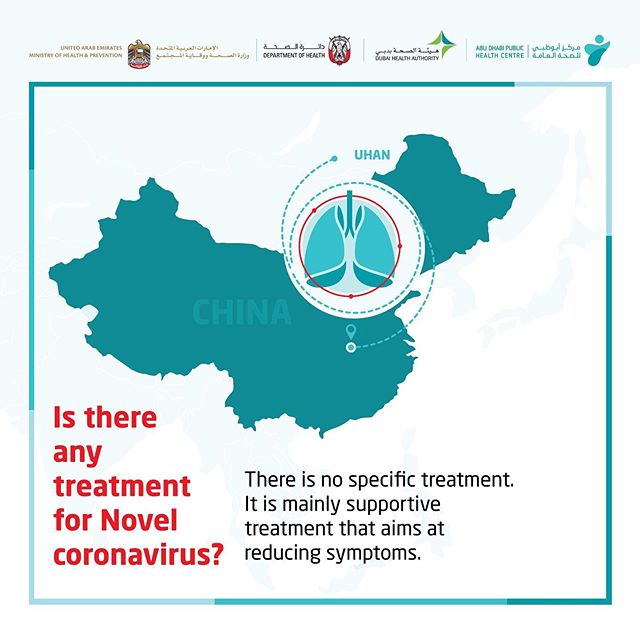 UNITED ARAB EMIRATES
MINISTRY OF HEALTH & PREVENTION
الإمارات العربية المتحدة
وزارة الصحة ووقاية المجتمع
دائرة الصحة
DEPARTMENT OF HEALTH
هيئة الصحة بدبي
DUBAI HEALTH AUTHORITY
ABU DHABI PUBLIC
HEALTH CENTRE
مركز أبوظبي
للصحة العامة
UHAN
CHINA
Is there
any
treatment
for Novel
coronavirus?
There is no specific treatment.
It is mainly supportive
treatment that aims at
reducing symptoms.